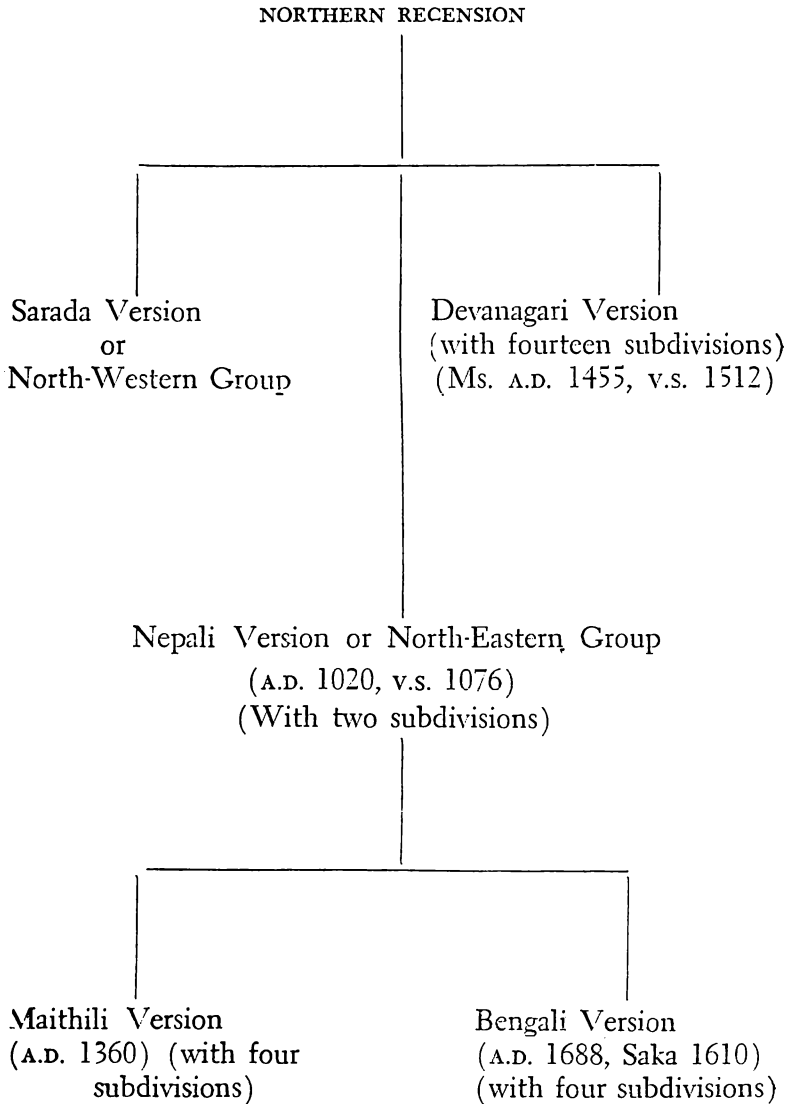 NORTHERN RECENSION
Sarada Version
or
North-Western Group
Devanagari Version
(with fourteen subdivisions)
(Ms. A.D. 1455, V.S. 1512)
Nepali Version or North-Eastern Group
(A.D. 1020, V.S. 1076)
(With two subdivisions)
Maithili Version
(A.D. 1360) (with four
subdivisions)
Bengali Version
(A.D. 1688, Saka 1610)
(with four subdivisions)